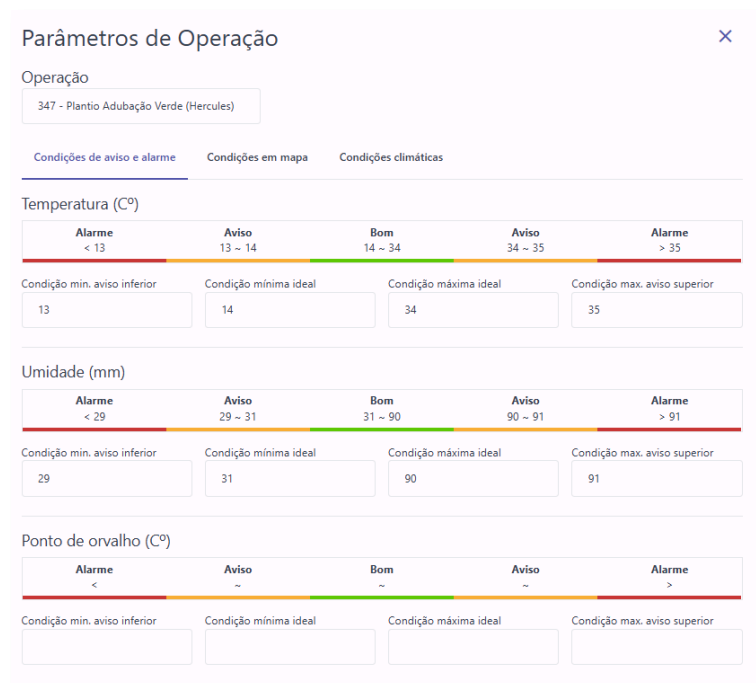 Parâmetros de Operação
Operação
347 - Plantio Adubação Verde (Hercules)
Condições de aviso e alarme Condições em mapa Condições climáticas
Temperatura (Cº)
Alarme Aviso Bom Aviso Alarme
< 13 13 ~ 14 14 ~ 34 34 ~ 35 > 35
Condição min. aviso inferior Condição mínima ideal Condição máxima ideal Condição max. aviso superior
13 14 34 35
Umidade (mm)
Alarme Aviso Bom Aviso Alarme
< 29 29 ~ 31 31 ~ 90 90 ~ 91 > 91
Condição min. aviso inferior Condição mínima ideal Condição máxima ideal Condição max. aviso superior
29 31 90 91
Ponto de orvalho (Cº)
Alarme Aviso Bom Aviso Alarme
< ~ ~ ~ >
Condição min. aviso inferior Condição mínima ideal Condição máxima ideal Condição max. aviso superior